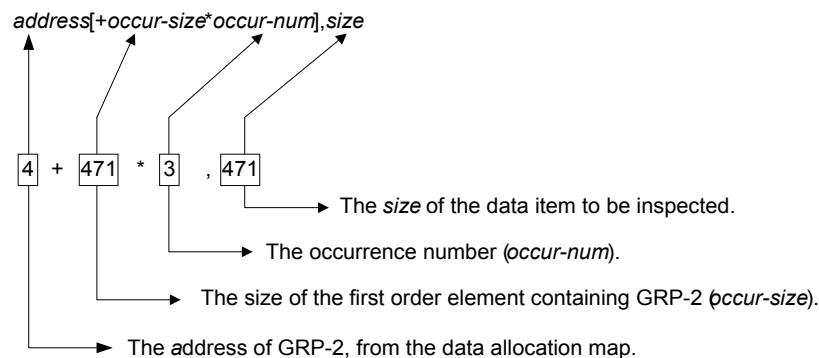 address[+occur-size*occur-num],size
4 + 471 * 3 , 471
The size of the data item to be inspected.
The occurrence number (occur-num).
The size of the first order element containing GRP-2 (occur-size).
The address of GRP-2, from the data allocation map.